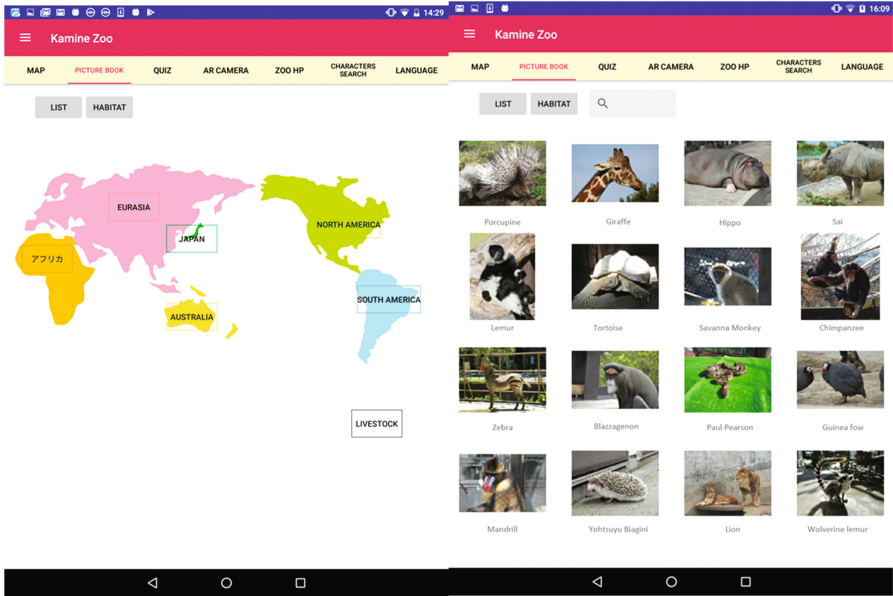 14:29
Kamine Zoo
MAP PICTURE BOOK QUIZ AR CAMERA ZOO HP CHARACTERS SEARCH LANGUAGE
LIST HABITAT
EURASIA
NORTH AMERICA
JAPAN
アフリカ
SOUTH AMERICA
AUSTRALIA
LIVESTOCK
16:09
Kamine Zoo
MAP PICTURE BOOK QUIZ AR CAMERA ZOO HP CHARACTERS SEARCH LANGUAGE
LIST HABITAT
Porcupine Giraffe Hippo Sai
Lemur Tortoise Savanna Monkey Chimpanzee
Zebra Blazzagenon Paul Pearson Guinea fow
Mandrill Yohtsuyu Biagini Lion Wolverine lemur